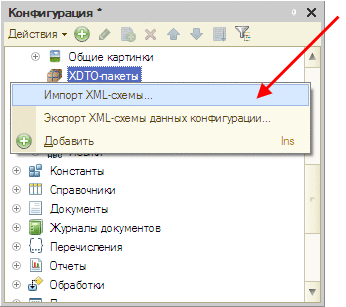 Конфигурация *
Действия
Общие картинки
XDTO-пакеты
Импорт XML-схемы...
Экспорт XML-схемы данных конфигурации...
Добавить Ins
Константы
Справочники
Документы
Журналы документов
Перечисления
Отчеты
Обработки